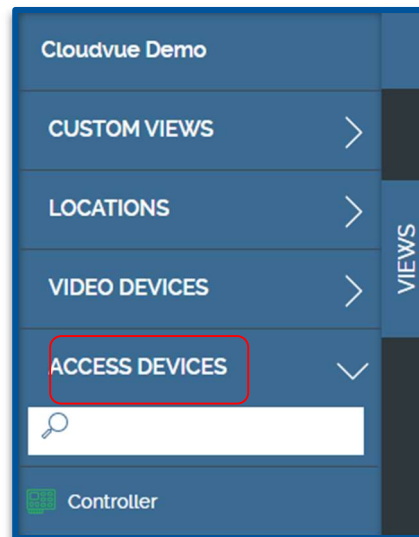 Cloudvue Demo
CUSTOM VIEWS
LOCATIONS
VIDEO DEVICES
VIEWS
ACCESS DEVICES
Controller